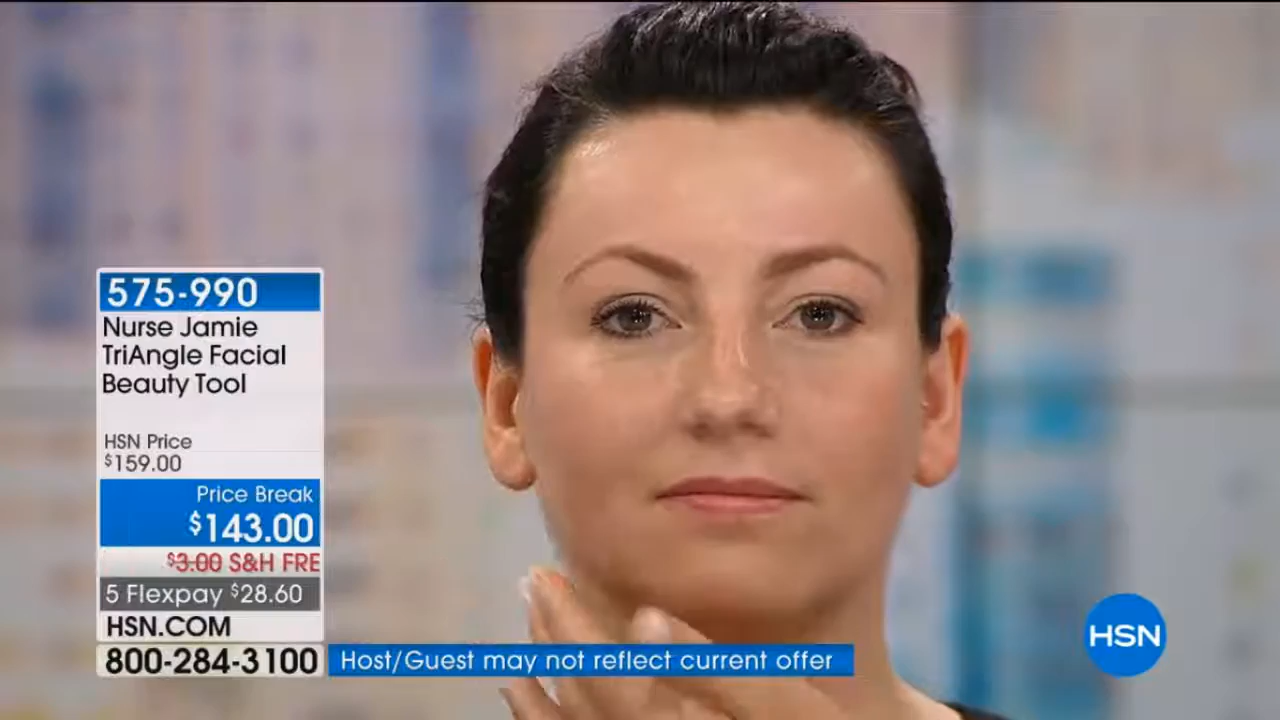 575-990
Nurse Jamie
TriAngle Facial
Beauty Tool
HSN Price
$159.00
Price Break
$143.00
$3.00 S&H FRE
5 Flexpay $28.60
HSN.COM
800-284-3100
Host/Guest may not reflect current offer
HSN